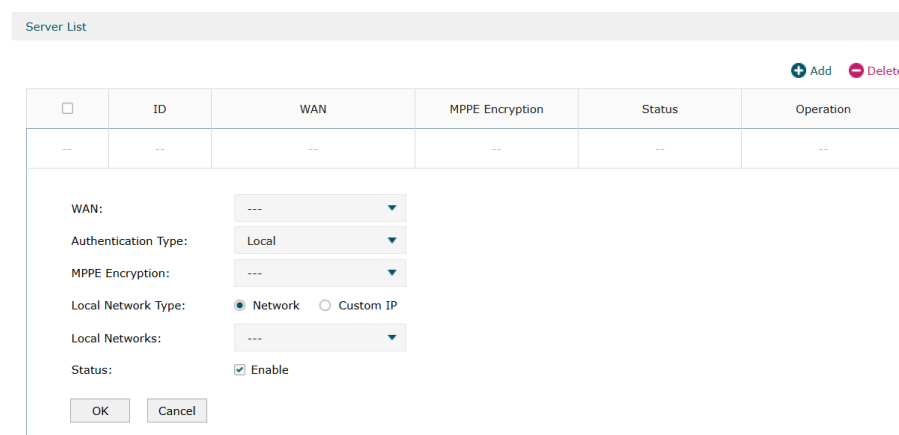 Server List
Add Delete
ID WAN MPPE Encryption Status Operation
-- -- -- -- -- --
WAN: ---
Authentication Type: Local
MPPE Encryption: ---
Local Network Type: Network Custom IP
Local Networks: ---
Status: Enable
OK Cancel